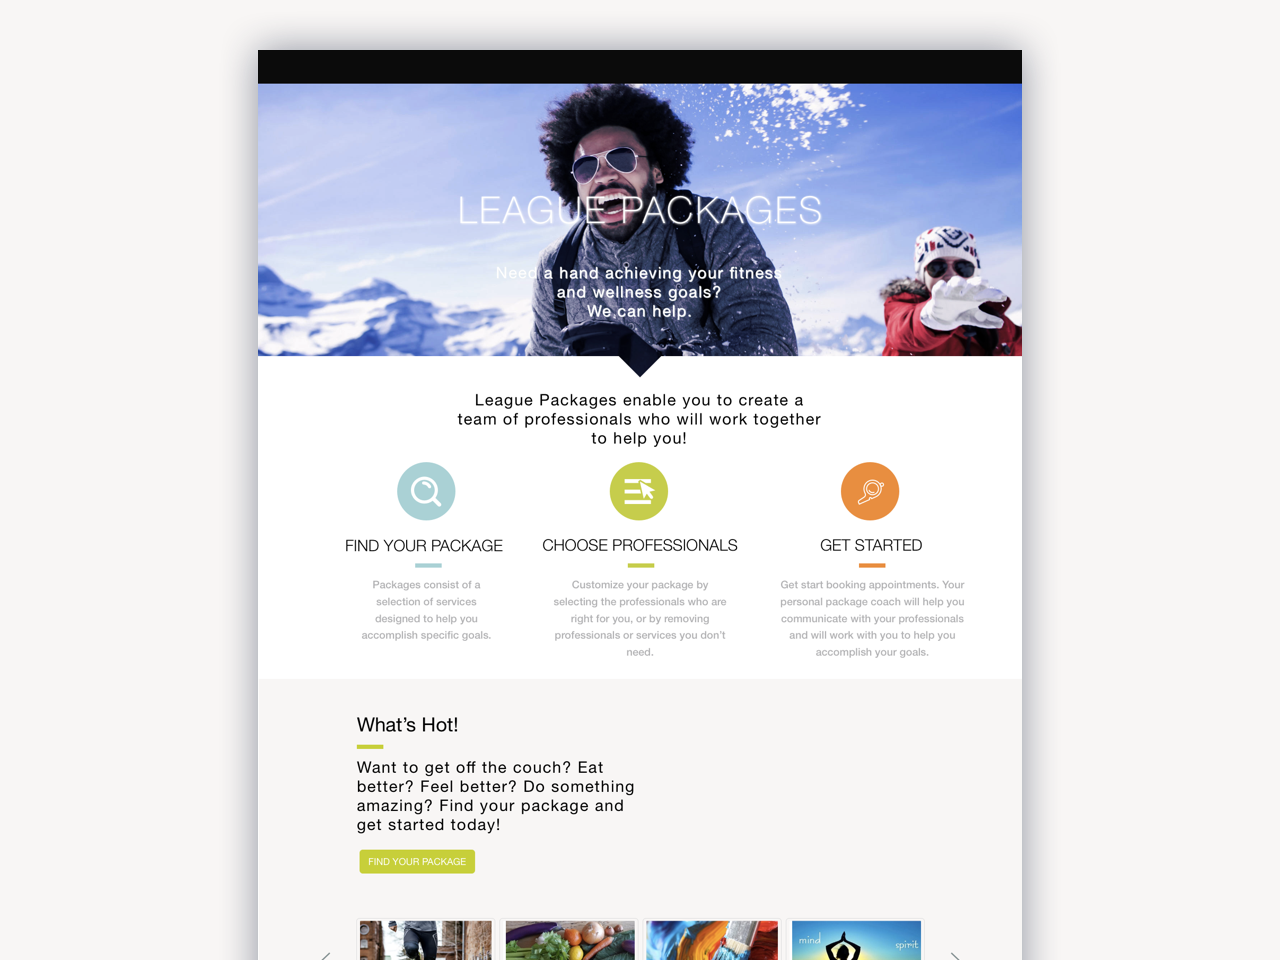 LEAGUE PACKAGES
Need a hand achieving your fitness
and wellness goals?
We can help.
League Packages enable you to create a
team of professionals who will work together
to help you!
FIND YOUR PACKAGE
Packages consist of a
selection of services
designed to help you
accomplish specific goals.
CHOOSE PROFESSIONALS
Customize your package by
selecting the professionals who are
right for you, or by removing
professionals or services you don’t
need.
GET STARTED
Get start booking appointments. Your
personal package coach will help you
communicate with your professionals
and will work with you to help you
accomplish your goals.
What’s Hot!
Want to get off the couch? Eat
better? Feel better? Do something
amazing? Find your package and
get started today!
FIND YOUR PACKAGE
mind
spirit